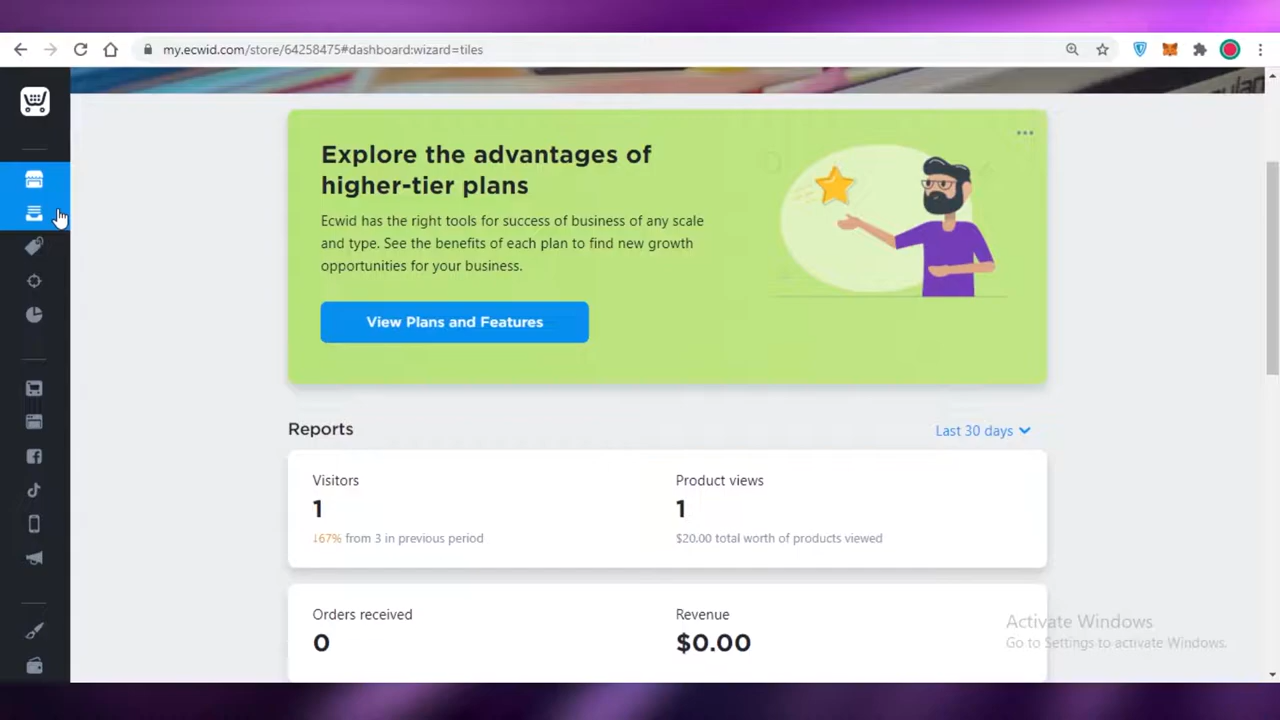 my.ecwid.com/store/64258475#dashboard:wizard=tiles
Explore the advantages of
higher-tier plans
Ecwid has the right tools for success of business of any scale
and type. See the benefits of each plan to find new growth
opportunities for your business.
View Plans and Features
Reports
Last 30 days
Visitors
1
↓67% from 3 in previous period
Product views
1
$20.00 total worth of products viewed
Orders received
0
Revenue
$0.00
Activate Windows
Go to Settings to activate Windows.